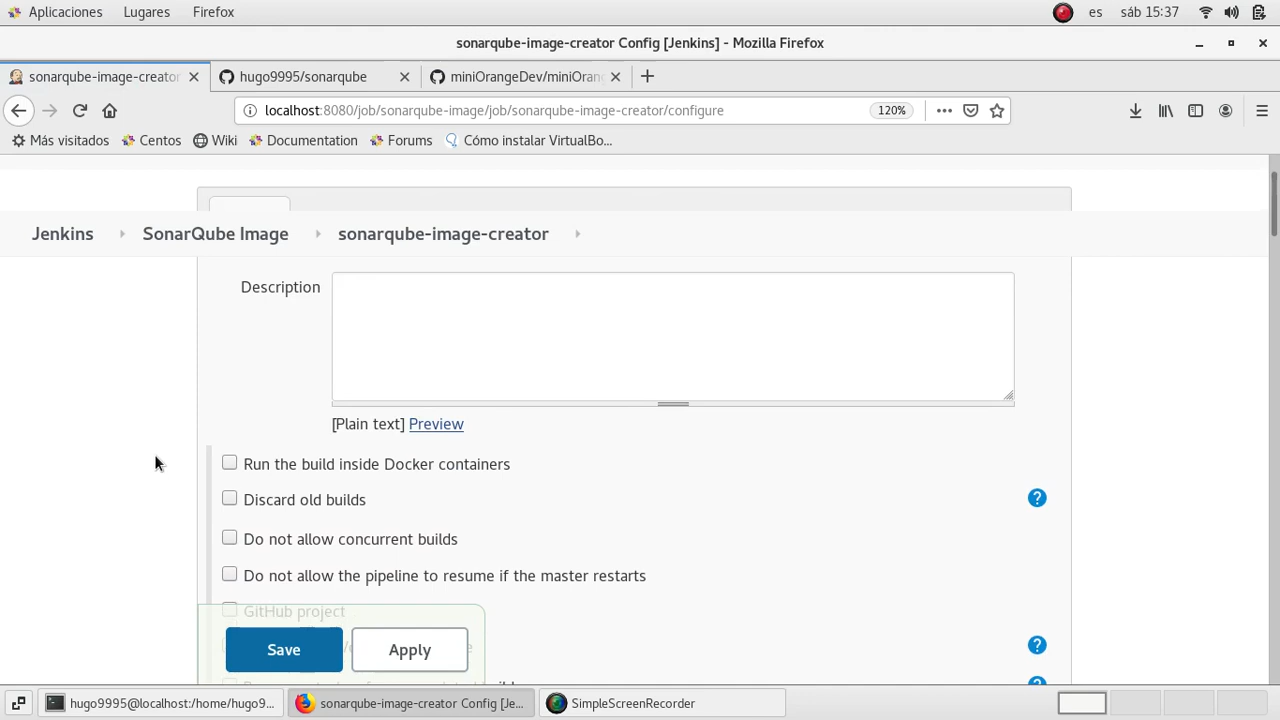 Aplicaciones Lugares Firefox es sáb 15:37
sonarqube-image-creator Config [Jenkins] - Mozilla Firefox
sonarqube-image-creator hugo9995/sonarqube miniOrangeDev/miniOran
localhost:8080/job/sonarqube-image/job/sonarqube-image-creator/configure 120%
Más visitados Centos Wiki Documentation Forums Cómo instalar VirtualBo...
Jenkins SonarQube Image sonarqube-image-creator
Description
[Plain text] Preview
Run the build inside Docker containers
Discard old builds
?
Do not allow concurrent builds
Do not allow the pipeline to resume if the master restarts
GitHub project
Save Apply
?
hugo9995@localhost:/home/hugo9... sonarqube-image-creator Config [Je... SimpleScreenRecorder